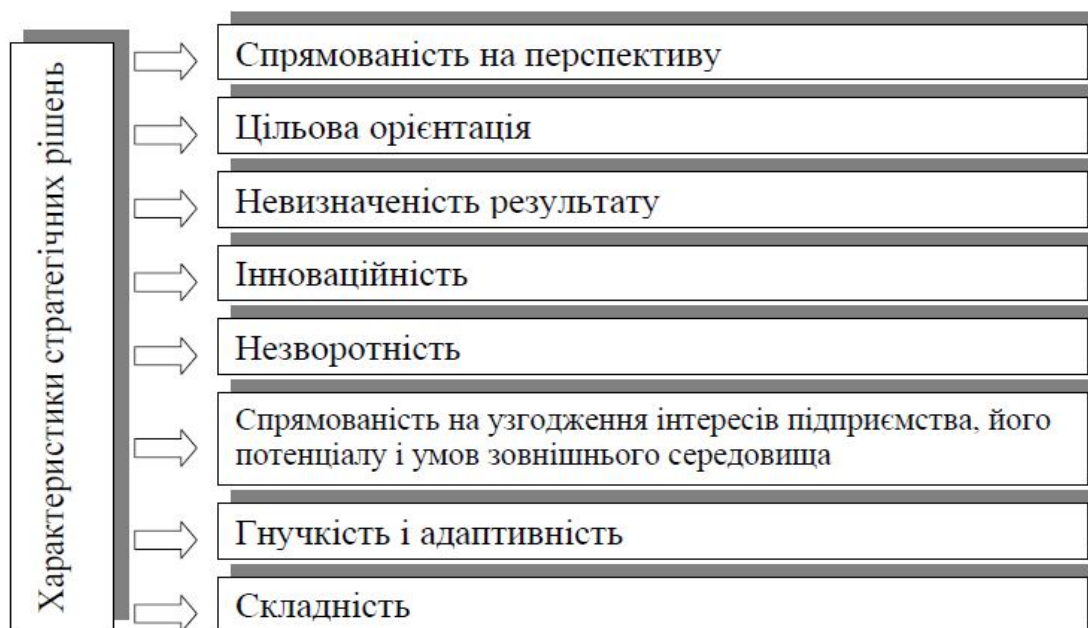 Характеристики стратегічних рішень
Спрямованість на перспективу
Цільова орієнтація
Невизначеність результату
Інноваційність
Незворотність
Спрямованість на узгодження інтересів підприємства, його
потенціалу і умов зовнішнього середовища
Гнучкість і адаптивність
Складність